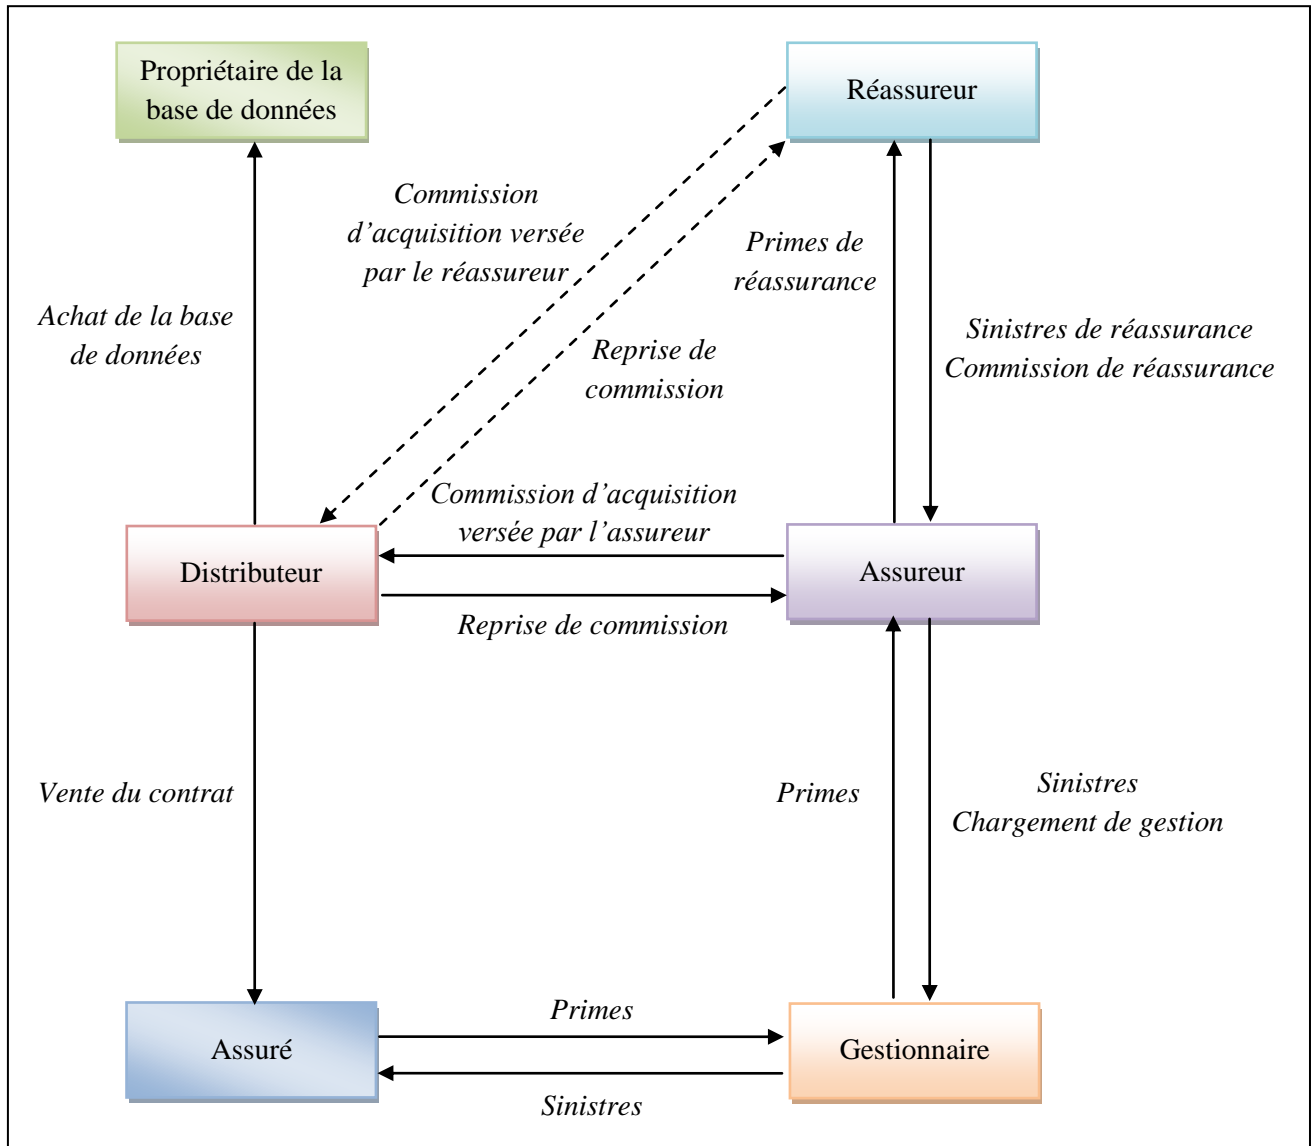 Propriétaire de la
base de données
Réassureur
Commission
d’acquisition versée
par le réassureur
Primes de
réassurance
Achat de la base
de données
Sinistres de réassurance
Commission de réassurance
Reprise de
commission
Commission d’acquisition
versée par l’assureur
Distributeur
Assureur
Reprise de commission
Vente du contrat
Primes
Sinistres
Chargement de gestion
Primes
Assuré
Gestionnaire
Sinistres